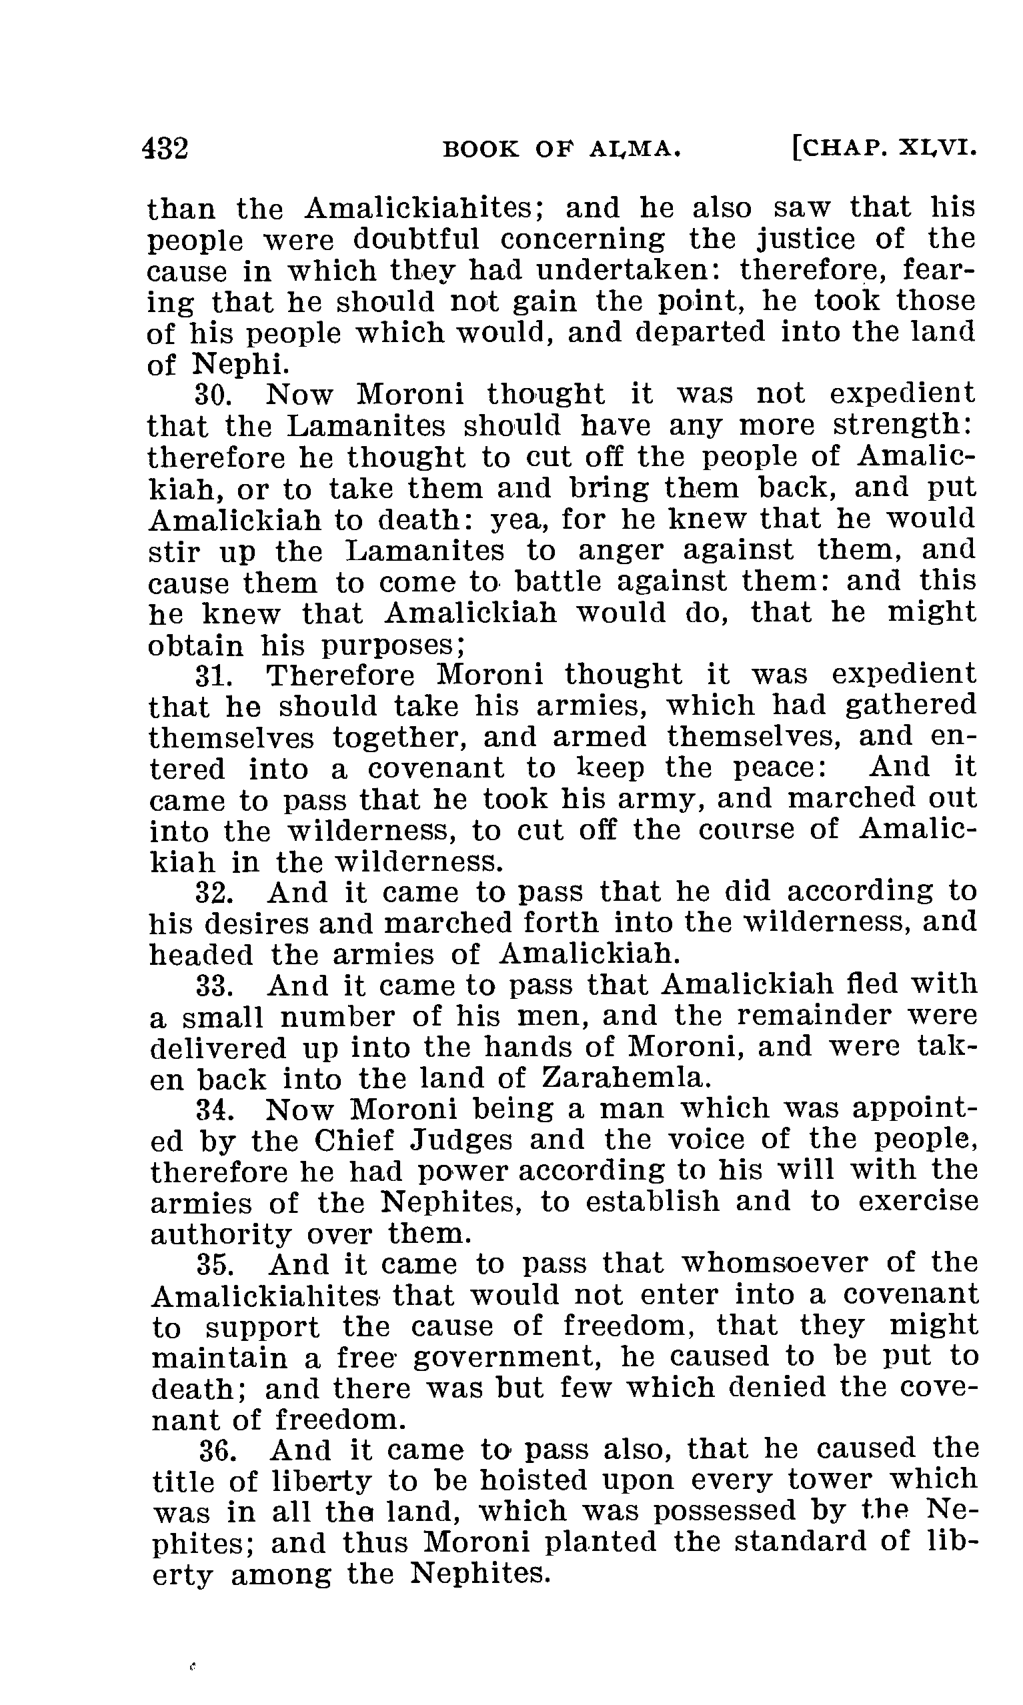 432 BOOK OF ALMA. [CHAP. XLVI.
than the Amalickiahites; and he also saw that his
people were doubtful concerning the justice of the
cause in which they had undertaken: therefore, fear-
ing that he should not gain the point, he took those
of his people which would, and departed into the land
of Nephi.
30. Now Moroni thought it was not expedient
that the Lamanites should have any more strength:
therefore he thought to cut off the people of Amalic-
kiah, or to take them and bring them back, and put
Amalickiah to death: yea, for he knew that he would
stir up the Lamanites to anger against them, and
cause them to come to battle against them: and this
he knew that Amalickiah would do, that he might
obtain his purposes;
31. Therefore Moroni thought it was expedient
that he should take his armies, which had gathered
themselves together, and armed themselves, and en-
tered into a covenant to keep the peace: And it
came to pass that he took his army, and marched out
into the wilderness, to cut off the course of Amalic-
kiah in the wilderness.
32. And it came to pass that he did according to
his desires and marched forth into the wilderness, and
headed the armies of Amalickiah.
33. And it came to pass that Amalickiah fled with
a small number of his men, and the remainder were
delivered up into the hands of Moroni, and were tak-
en back into the land of Zarahemla.
34. Now Moroni being a man which was appoint-
ed by the Chief Judges and the voice of the people,
therefore he had power according to his will with the
armies of the Nephites, to establish and to exercise
authority over them.
35. And it came to pass that whomsoever of the
Amalickiahites that would not enter into a covenant
to support the cause of freedom, that they might
maintain a free government, he caused to be put to
death; and there was but few which denied the cove-
nant of freedom.
36. And it came to pass also, that he caused the
title of liberty to be hoisted upon every tower which
was in all the land, which was possessed by the Ne-
phites; and thus Moroni planted the standard of lib-
erty among the Nephites.